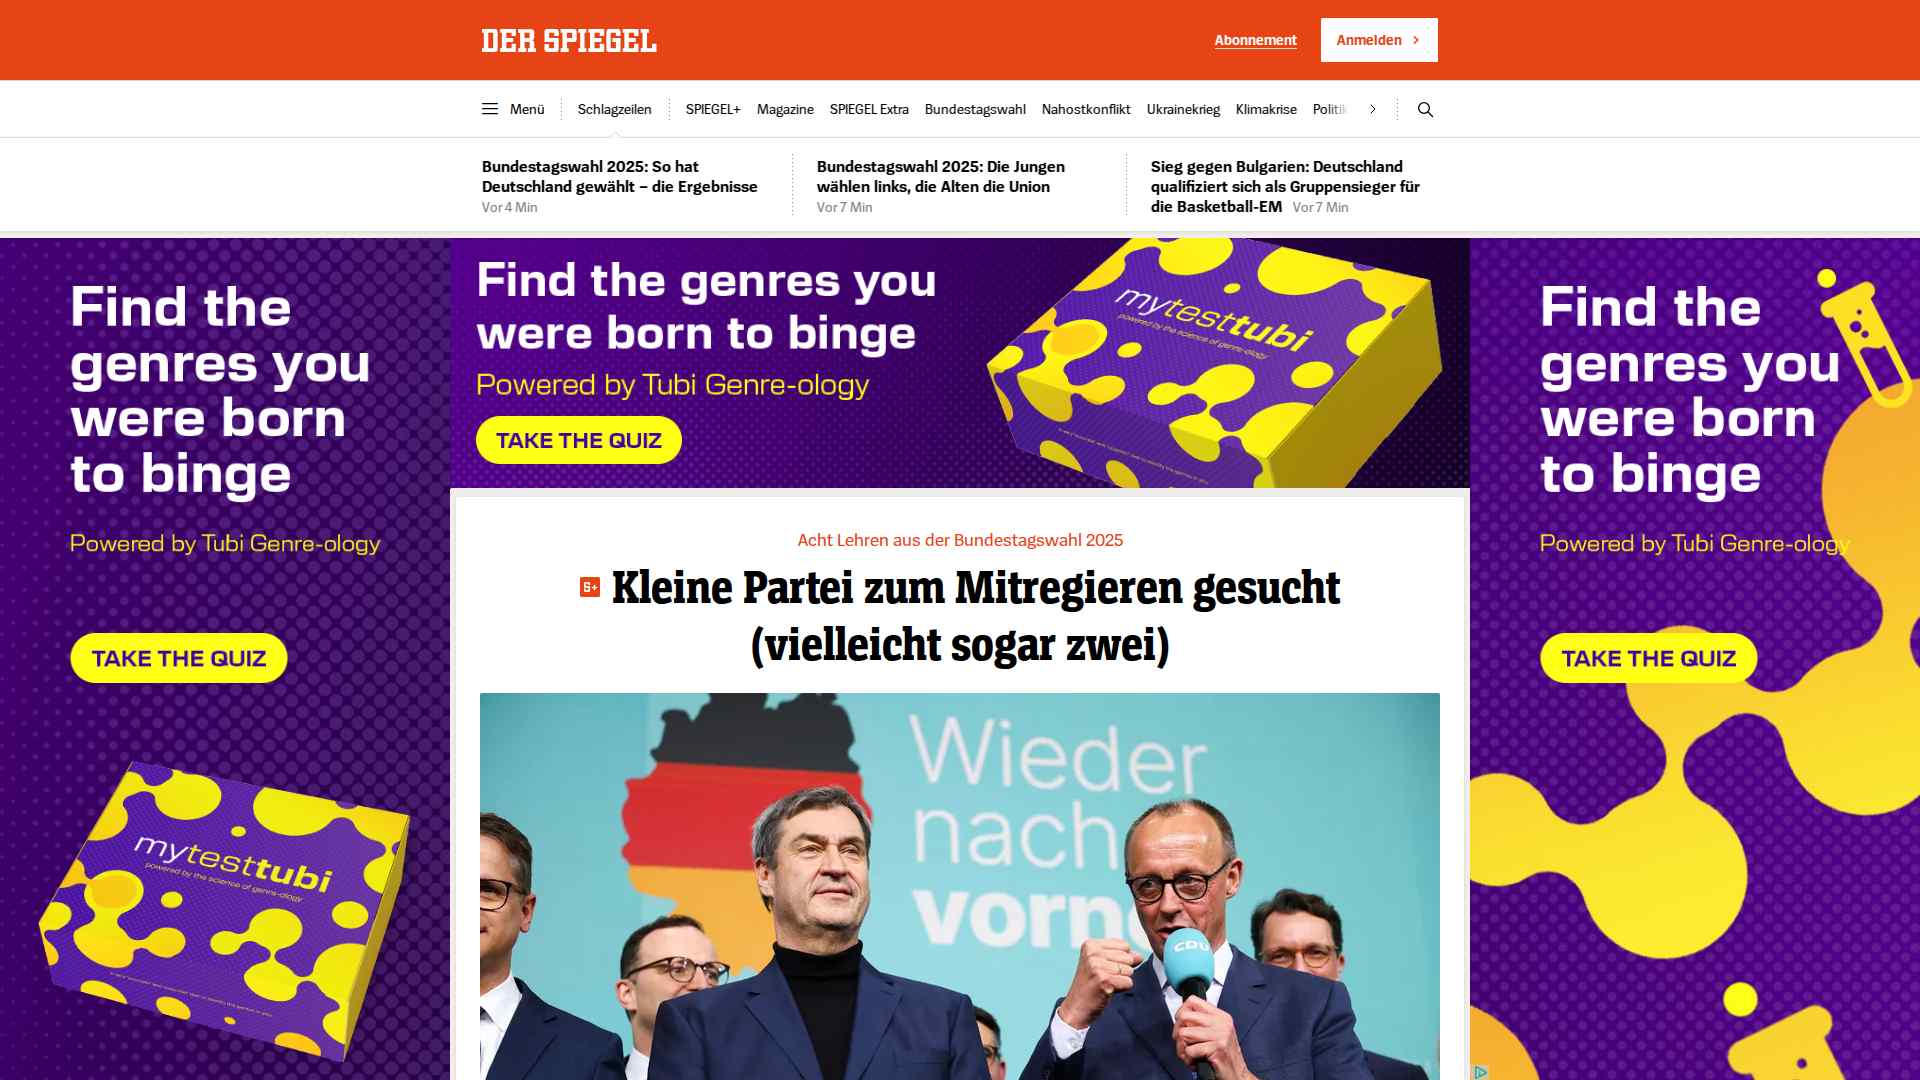 DER SPIEGEL
Abonnement
Anmelden
Menü
Schlagzeilen
SPIEGEL+
Magazine
SPIEGEL Extra
Bundestagswahl
Nahostkonflikt
Ukrainekrieg
Klimakrise
Politik
Bundestagswahl 2025: So hat
Deutschland gewählt – die Ergebnisse
Vor 4 Min
Bundestagswahl 2025: Die Jungen
wählen links, die Alten die Union
Vor 7 Min
Sieg gegen Bulgarien: Deutschland
qualifiziert sich als Gruppensieger für
die Basketball-EM Vor 7 Min
Find the
genres you
were born
to binge
Powered by Tubi Genre-ology
TAKE THE QUIZ
mytesttubi
powered by the science of genre-ology
Find the genres you
were born to binge
Powered by Tubi Genre-ology
TAKE THE QUIZ
mytesttubi
powered by the science of genre-ology
Find the
genres you
were born
to binge
Powered by Tubi Genre-ology
TAKE THE QUIZ
Acht Lehren aus der Bundestagswahl 2025
S+ Kleine Partei zum Mitregieren gesucht
(vielleicht sogar zwei)
Wieder
nach
vorne
CDU